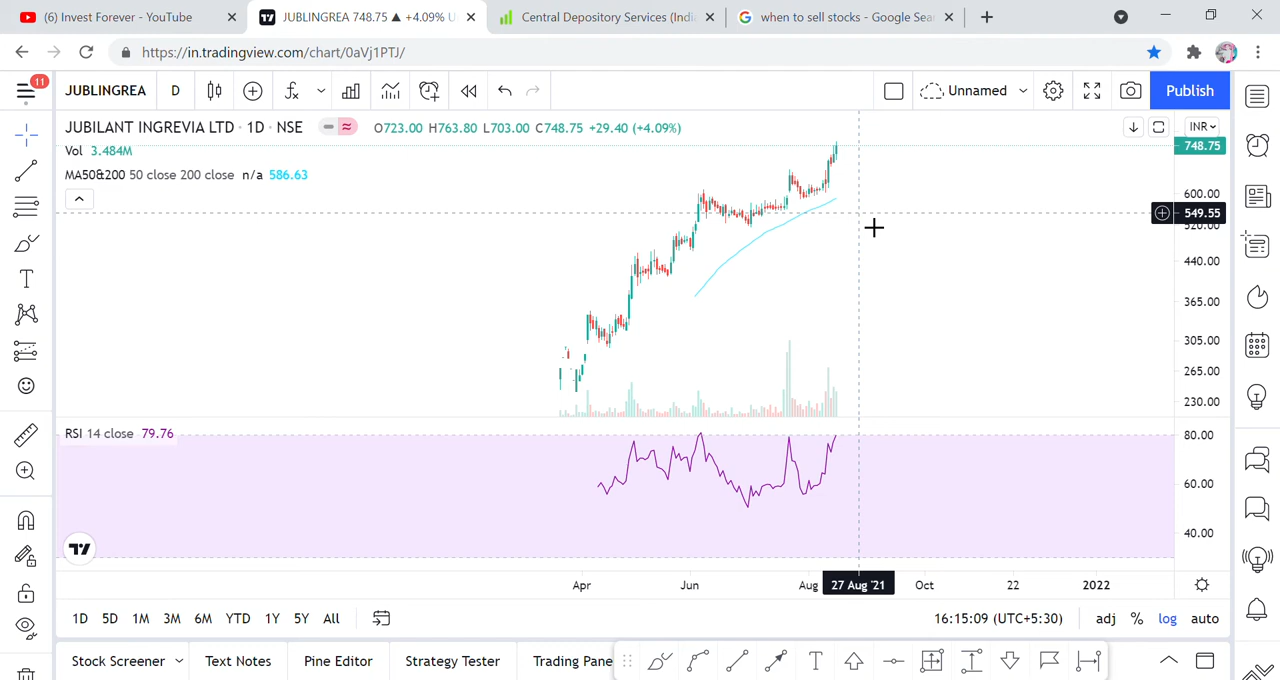 (6) Invest Forever - YouTube
JUBLINGREA 748.75 ▲ +4.09% U
Central Depository Services (Indi
when to sell stocks - Google Sea
https://in.tradingview.com/chart/0aVj1PTJ/
11
JUBLINGREA D
Unnamed
Publish
JUBILANT INGREVIA LTD · 1D · NSE
O723.00 H763.80 L703.00 C748.75 +29.40 (+4.09%)
INR
Vol 3.484M
748.75
MA50&200 50 close 200 close n/a 586.63
600.00
549.55
520.00
440.00
365.00
305.00
265.00
230.00
RSI 14 close 79.76
80.00
60.00
40.00
Apr Jun Aug 27 Aug '21 Oct 22 2022
1D 5D 1M 3M 6M YTD 1Y 5Y All
16:15:09 (UTC+5:30) adj % log auto
Stock Screener Text Notes Pine Editor Strategy Tester Trading Pane